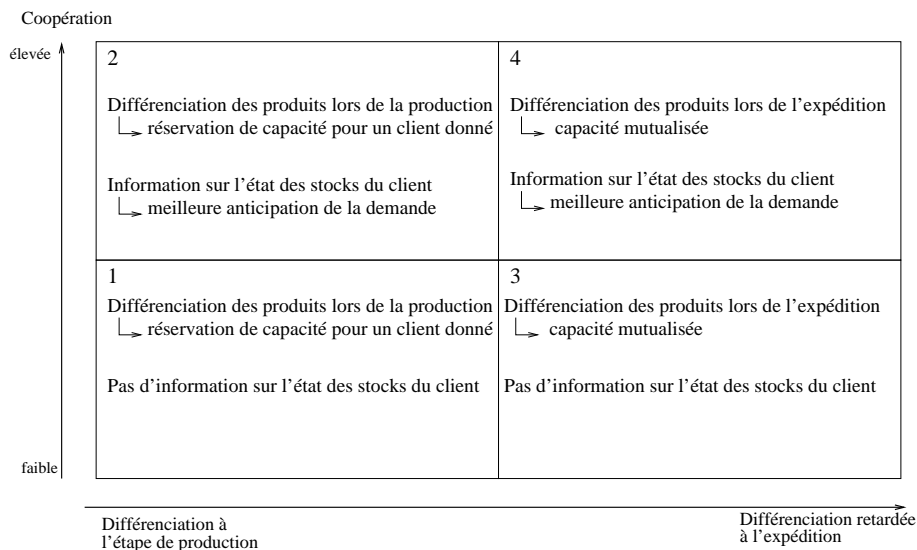 Coopération
élevée
2
Différenciation des produits lors de la production
réservation de capacité pour un client donné
Information sur l'état des stocks du client
meilleure anticipation de la demande
4
Différenciation des produits lors de l'expédition
capacité mutualisée
Information sur l'état des stocks du client
meilleure anticipation de la demande
1
Différenciation des produits lors de la production
réservation de capacité pour un client donné
Pas d'information sur l'état des stocks du client
3
Différenciation des produits lors de l'expédition
capacité mutualisée
Pas d'information sur l'état des stocks du client
faible
Différenciation à
l'étape de production
Différenciation retardée
à l'expédition